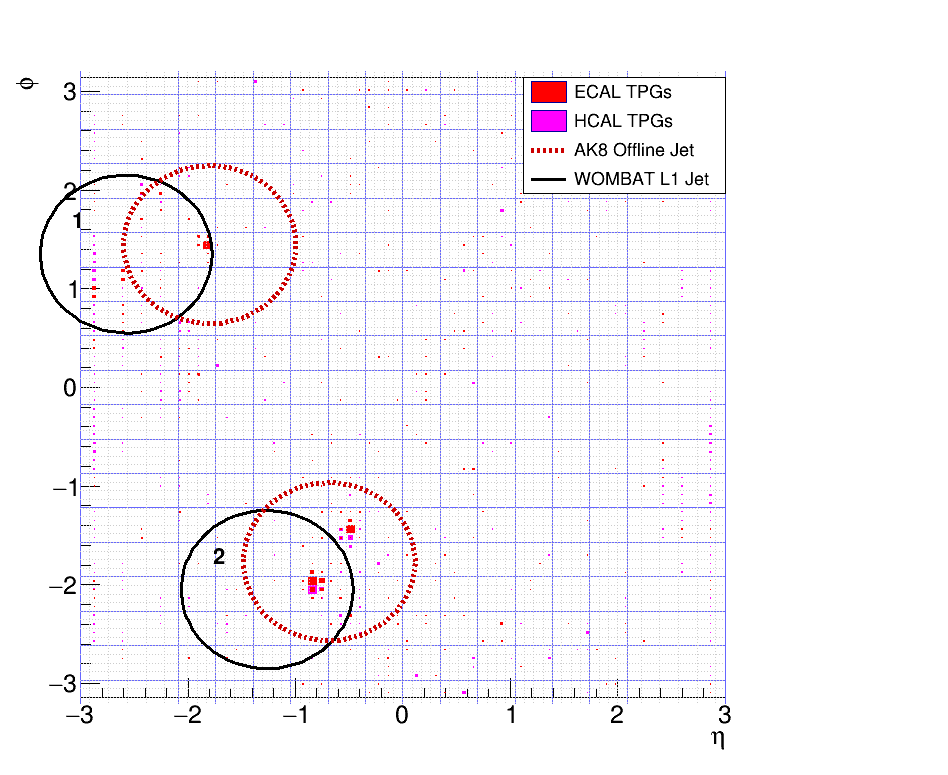 φ
3
2
1
1
0
−1
−2
−3
2
ECAL TPGs
HCAL TPGs
AK8 Offline Jet
WOMBAT L1 Jet
−3 −2 −1 0 1 2 3
η